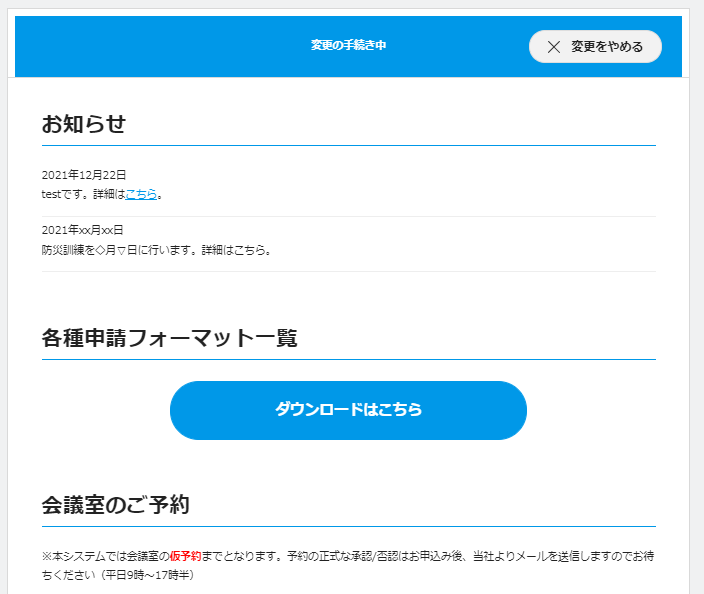 変更の手続き中
変更をやめる
お知らせ
2021年12月22日
testです。詳細はこちら。
2021年xx月xx日
防災訓練を◇月▽日に行います。詳細はこちら。
各種申請フォーマット一覧
ダウンロードはこちら
会議室のご予約
※本システムでは会議室の仮予約までとなります。予約の正式な承認/否認はお申込み後、当社よりメールを送信しますのでお待
ちください（平日9時～17時半）